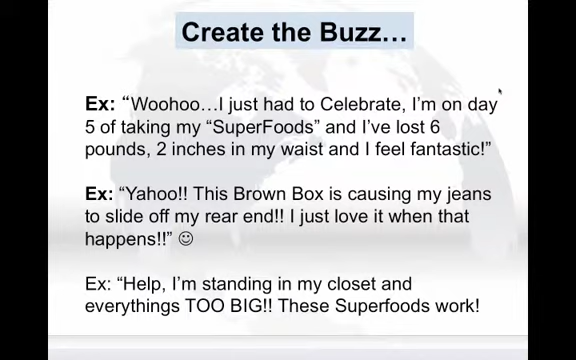 Create the Buzz…
Ex: “Woohoo…I just had to Celebrate, I’m on day
5 of taking my “SuperFoods” and I’ve lost 6
pounds, 2 inches in my waist and I feel fantastic!”
Ex: “Yahoo!! This Brown Box is causing my jeans
to slide off my rear end!! I just love it when that
happens!!” ☺
Ex: “Help, I’m standing in my closet and
everythings TOO BIG!! These Superfoods work!